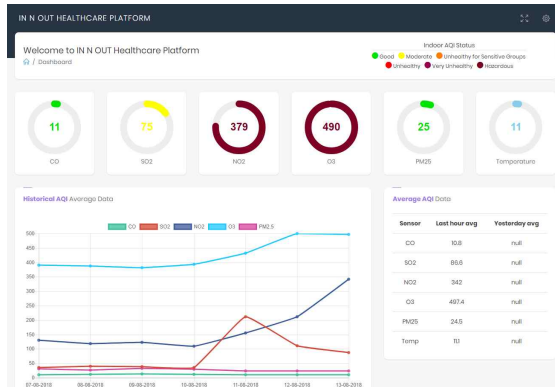 IN N OUT HEALTHCARE PLATFORM
Welcome to IN N OUT Healthcare Platform
/ Dashboard
Indoor AQI Status
Good Moderate Unhealthy for Sensitive Groups
Unhealthy Very Unhealthy Hazardous
11 75 379 490 25 11
CO SO2 NO2 O3 PM25 Temperature
Historical AQI Average Data
CO SO2 NO2 O3 PM2.5
500
450
400
350
300
250
200
150
100
50
0
07-08-2018 08-08-2018 09-08-2018 10-08-2018 11-08-2018 12-08-2018 13-08-2018
Average AQI Data
Sensor Last hour avg Yesterday avg
CO 10.8 null
SO2 86.6 null
NO2 342 null
O3 497.4 null
PM25 24.5 null
Temp 11.1 null